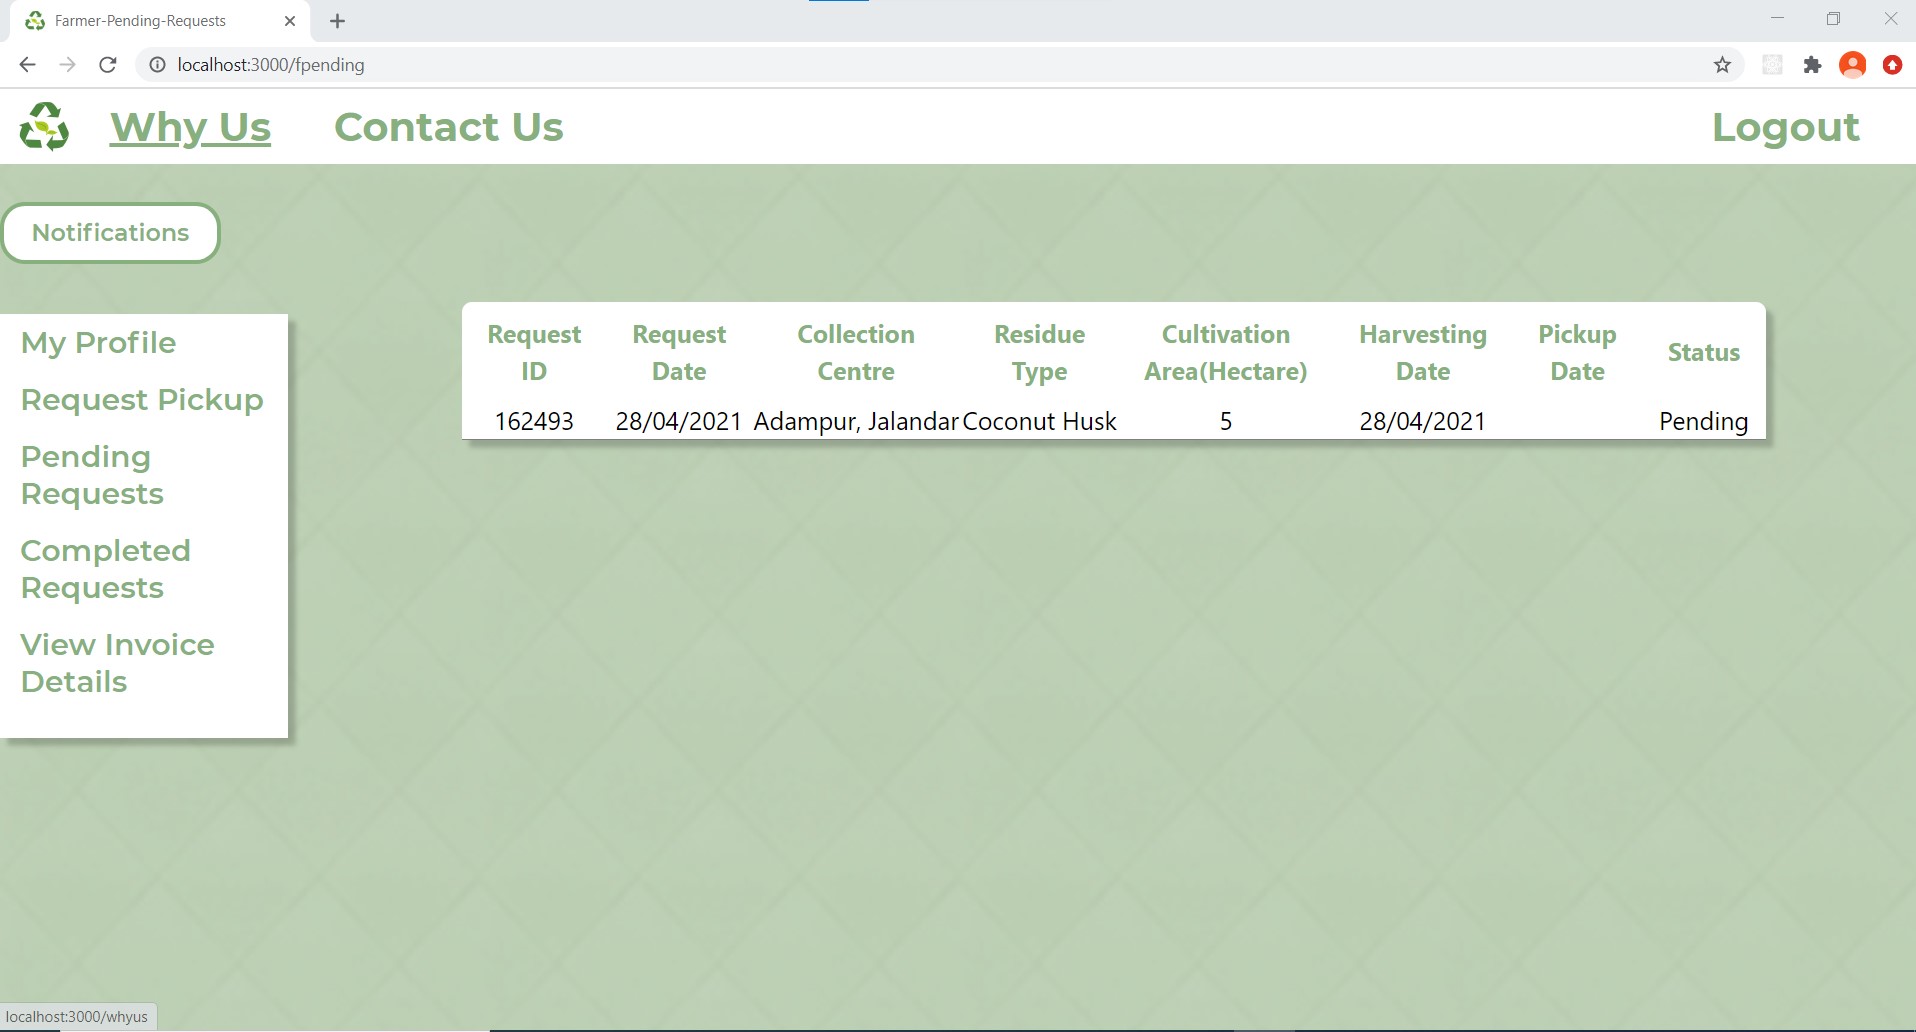 Farmer-Pending-Requests
localhost:3000/fpending
Why Us Contact Us Logout
Notifications
My Profile
Request Pickup
Pending
Requests
Completed
Requests
View Invoice
Details
Request ID Request Date Collection Centre Residue Type Cultivation Area(Hectare) Harvesting Date Pickup Date Status
162493 28/04/2021 Adampur, Jalandar Coconut Husk 5 28/04/2021 Pending
localhost:3000/whyus